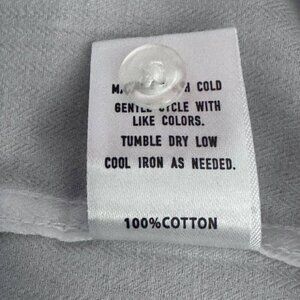 COLD
GENTLE CYCLE WITH
LIKE COLORS.
TUMBLE DRY LOW
COOL IRON AS NEEDED.
100%COTTON